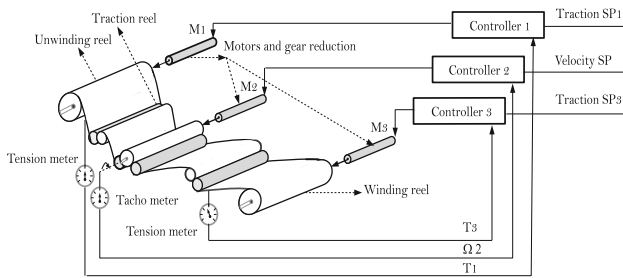 Traction reel
M1
Controller 1
Traction SP1
Unwinding reel
Motors and gear reduction
Controller 2
Velocity SP
M2
Controller 3
Traction SP3
M3
Tension meter
Tacho meter
Winding reel
Tension meter
T3
Ω 2
T1